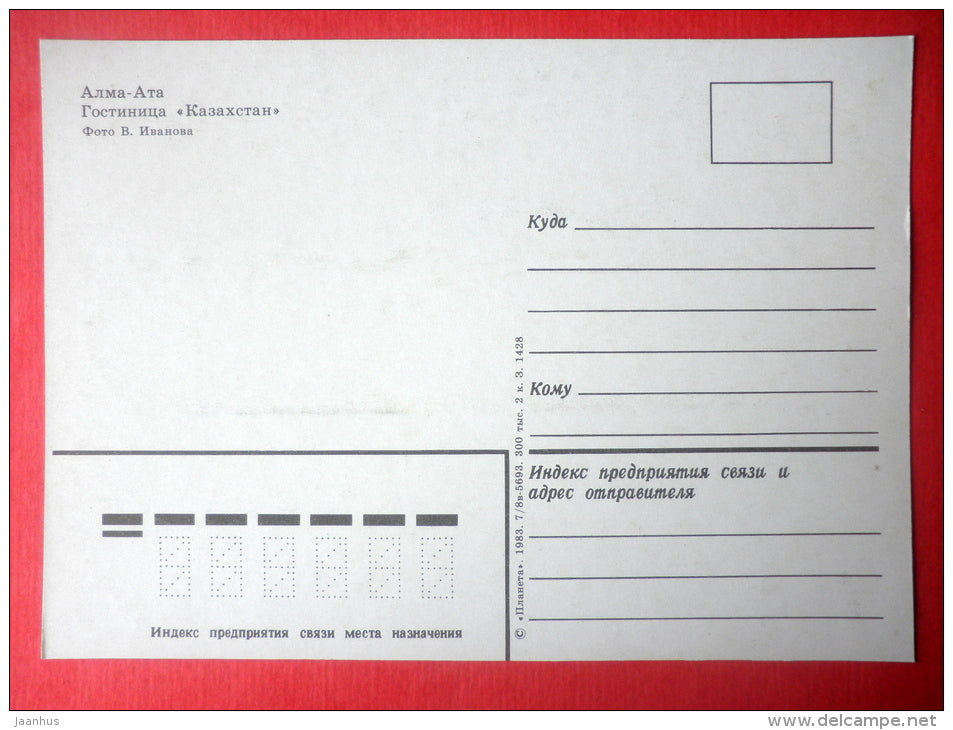 Алма-Ата
Гостиница «Казахстан»
Фото В. Иванова
Куда
Кому
Индекс предприятия связи и
адрес отправителя
© «Планета». 1983. 7/8в-5693. 300 тыс. 2 к. З. 1428
Индекс предприятия связи места назначения
jaanhus
www.delcampe.net